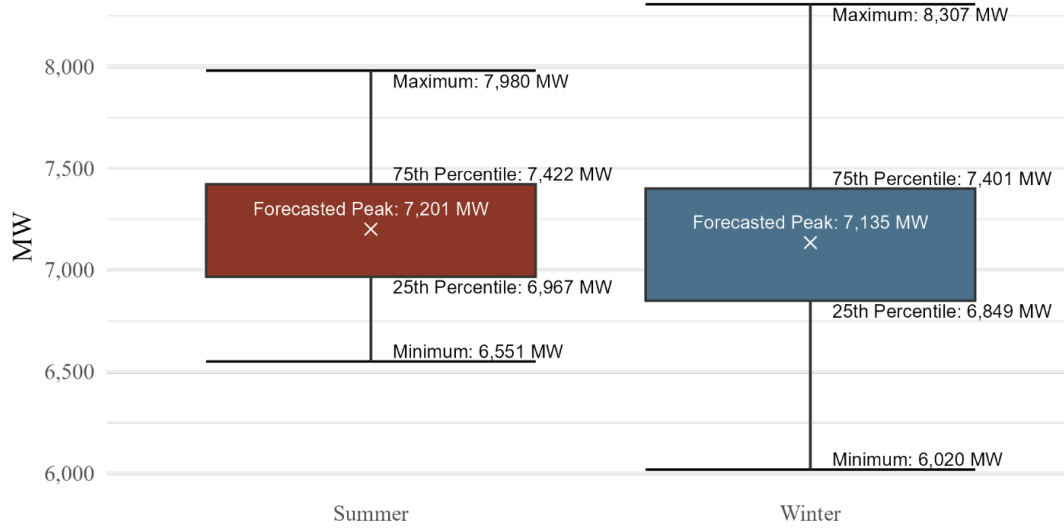 Maximum: 8,307 MW
8,000
Maximum: 7,980 MW
7,500
75th Percentile: 7,422 MW
75th Percentile: 7,401 MW
Forecasted Peak: 7,201 MW
Forecasted Peak: 7,135 MW
MW
7,000
25th Percentile: 6,967 MW
25th Percentile: 6,849 MW
Minimum: 6,551 MW
6,500
Minimum: 6,020 MW
6,000
Summer
Winter